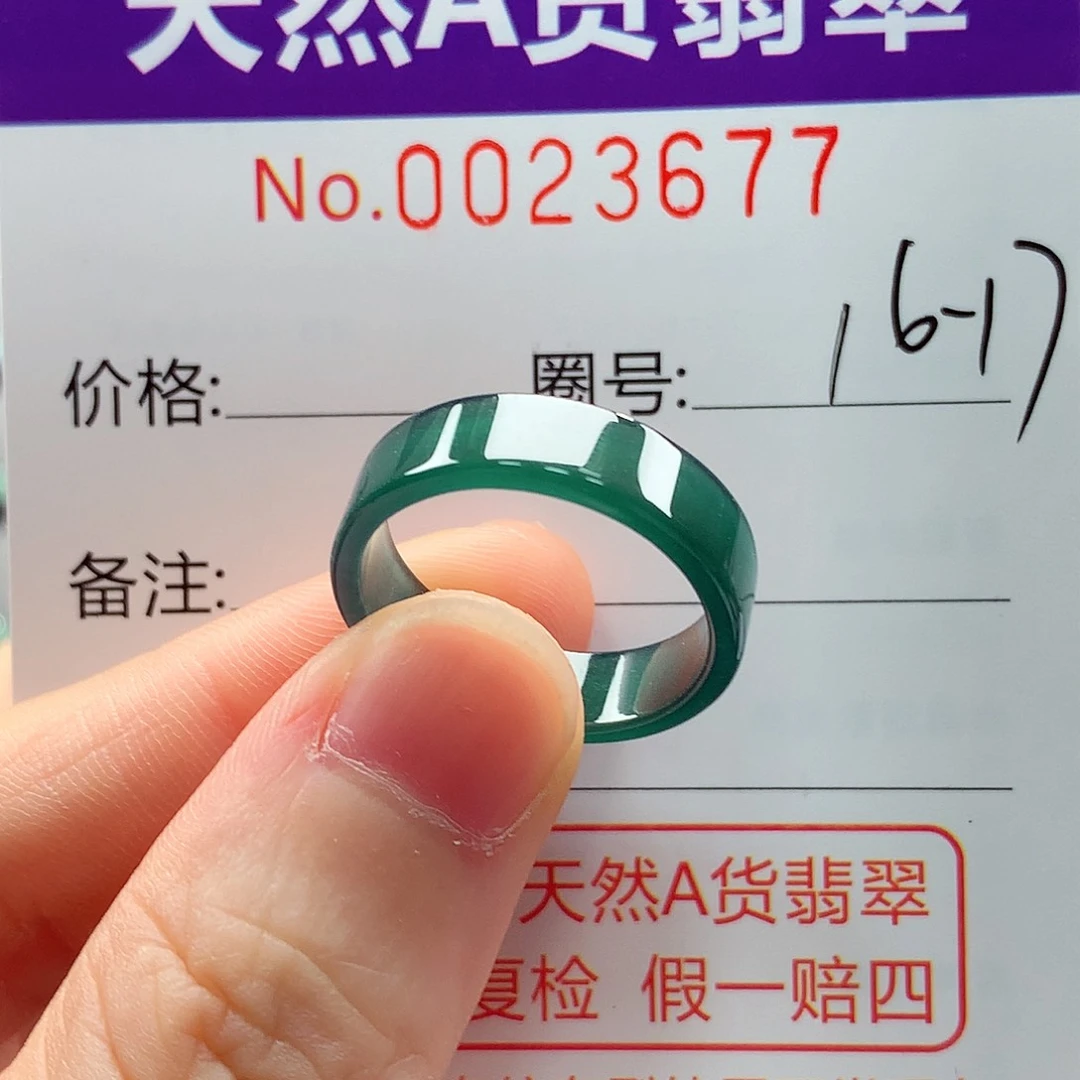 天然A货翡翠
No.0023677
价格: 圈号: 16-17
备注:
天然A货翡翠
复检 假一赔四